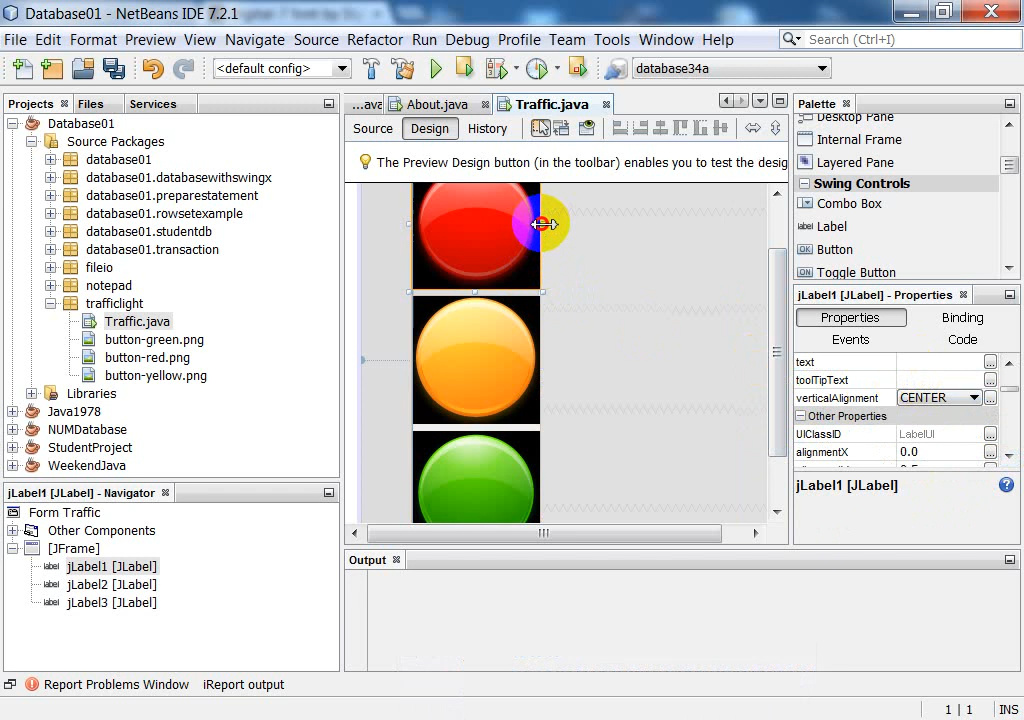 Database01 - NetBeans IDE 7.2.1
File Edit Format Preview View Navigate Source Refactor Run Debug Profile Team Tools Window Help
Search (Ctrl+I)
<default config>
database34a
Projects Files Services
Database01
Source Packages
database01
database01.databasewithswingx
database01.preparestatement
database01.rowsetexample
database01.studentdb
database01.transaction
fileio
notepad
trafficlight
Traffic.java
button-green.png
button-red.png
button-yellow.png
Libraries
Java1978
NUMDatabase
StudentProject
WeekendJava
jLabel1 [JLabel] - Navigator
Form Traffic
Other Components
[JFrame]
jLabel1 [JLabel]
jLabel2 [JLabel]
jLabel3 [JLabel]
...ava About.java Traffic.java
Source Design History
The Preview Design button (in the toolbar) enables you to test the desig
Palette
Desktop Pane
Internal Frame
Layered Pane
Swing Controls
Combo Box
label Label
OK Button
ON Toggle Button
jLabel1 [JLabel] - Properties
Properties Binding
Events Code
text
toolTipText
verticalAlignment CENTER
Other Properties
UIClassID LabelUI
alignmentX 0.0
jLabel1 [JLabel]
Output
Report Problems Window iReport output
1 | 1 INS